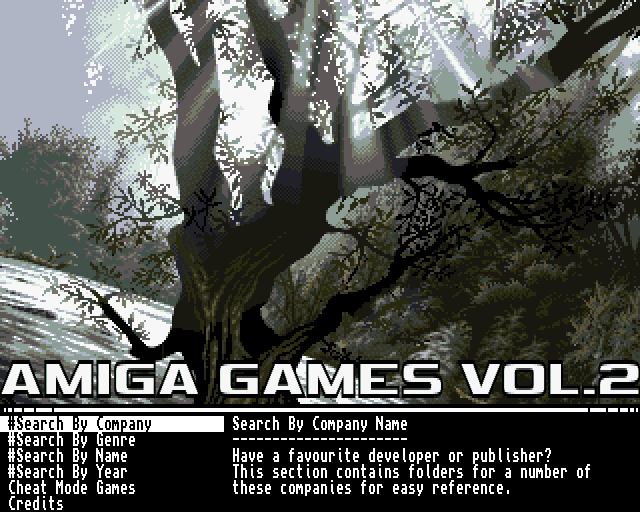 AMIGA GAMES VOL.2
#Search By Company
#Search By Genre
#Search By Name
#Search By Year
Cheat Mode Games
Credits
Search By Company Name
----------------------
Have a favourite developer or publisher?
This section contains folders for a number of
these companies for easy reference.